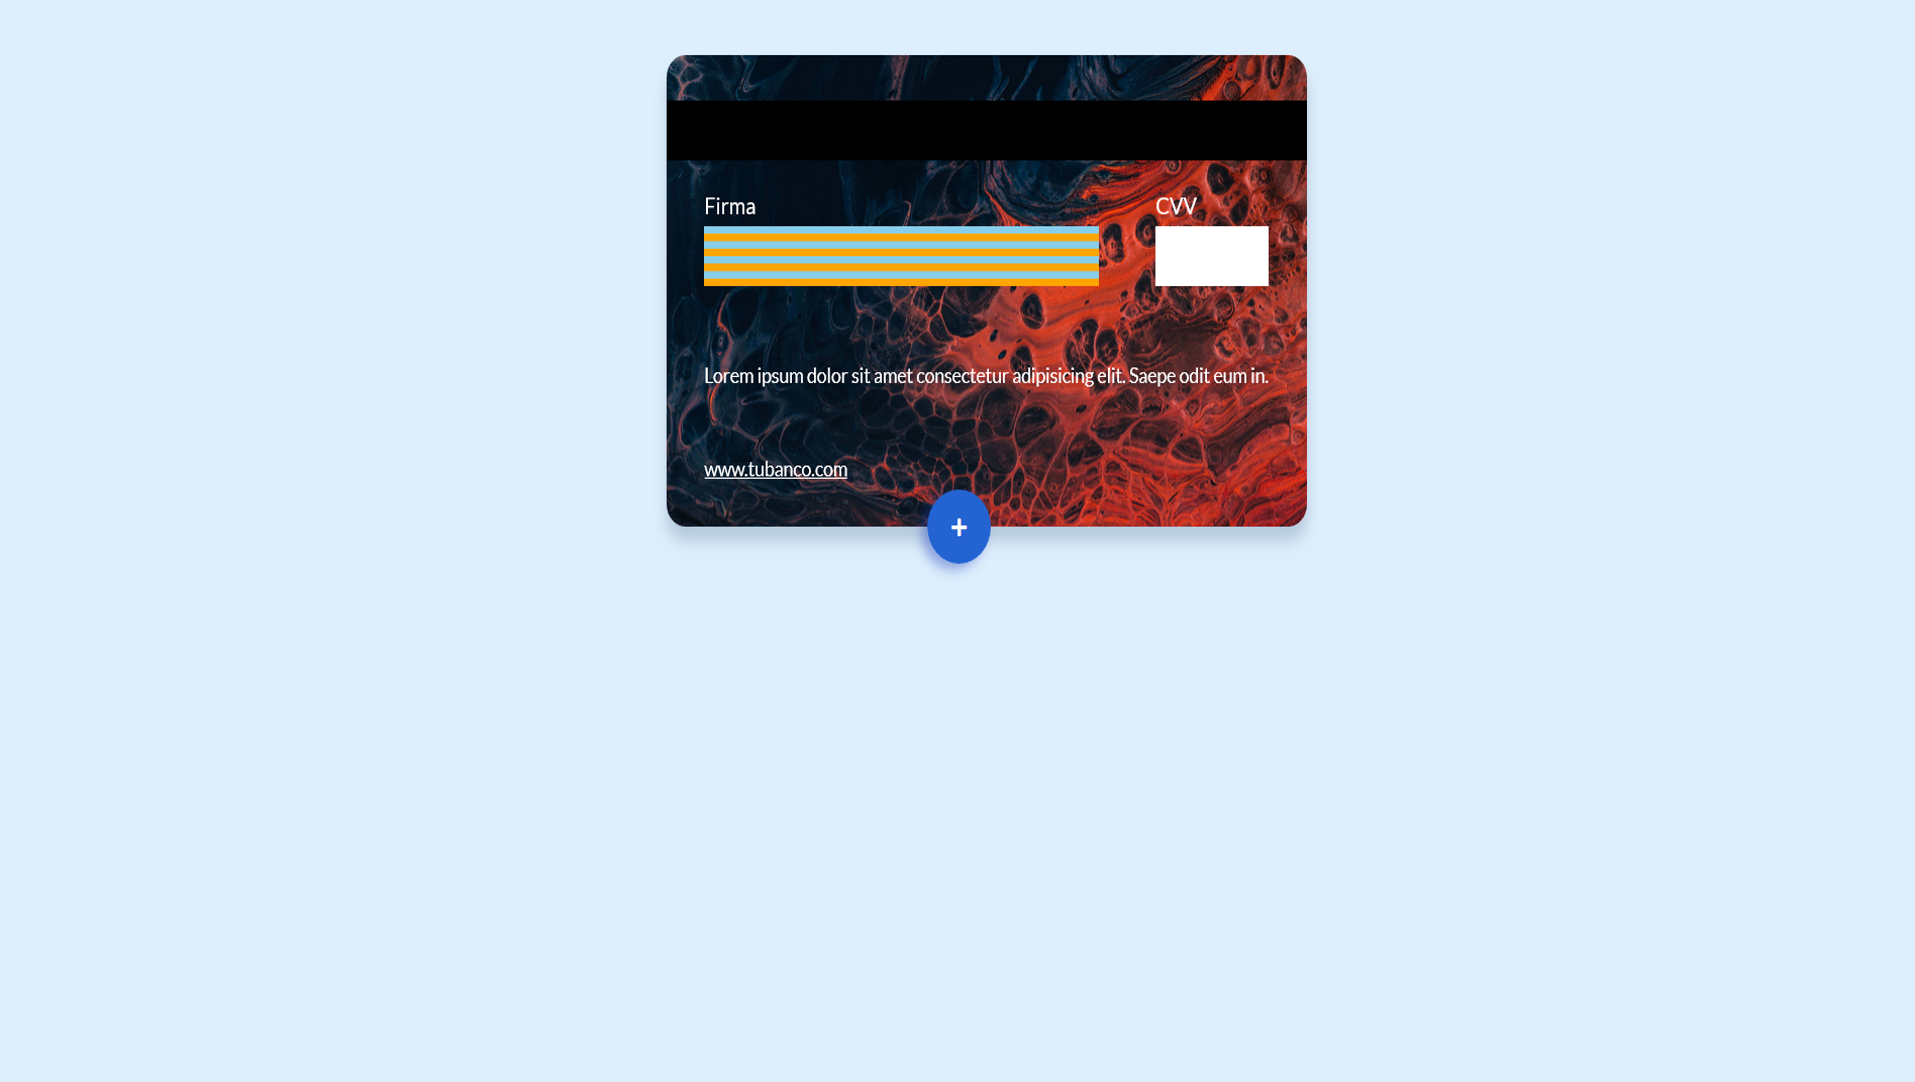 Firma
CVV
Lorem ipsum dolor sit amet consectetur adipisicing elit. Saepe odit eum in.
www.tubanco.com
+